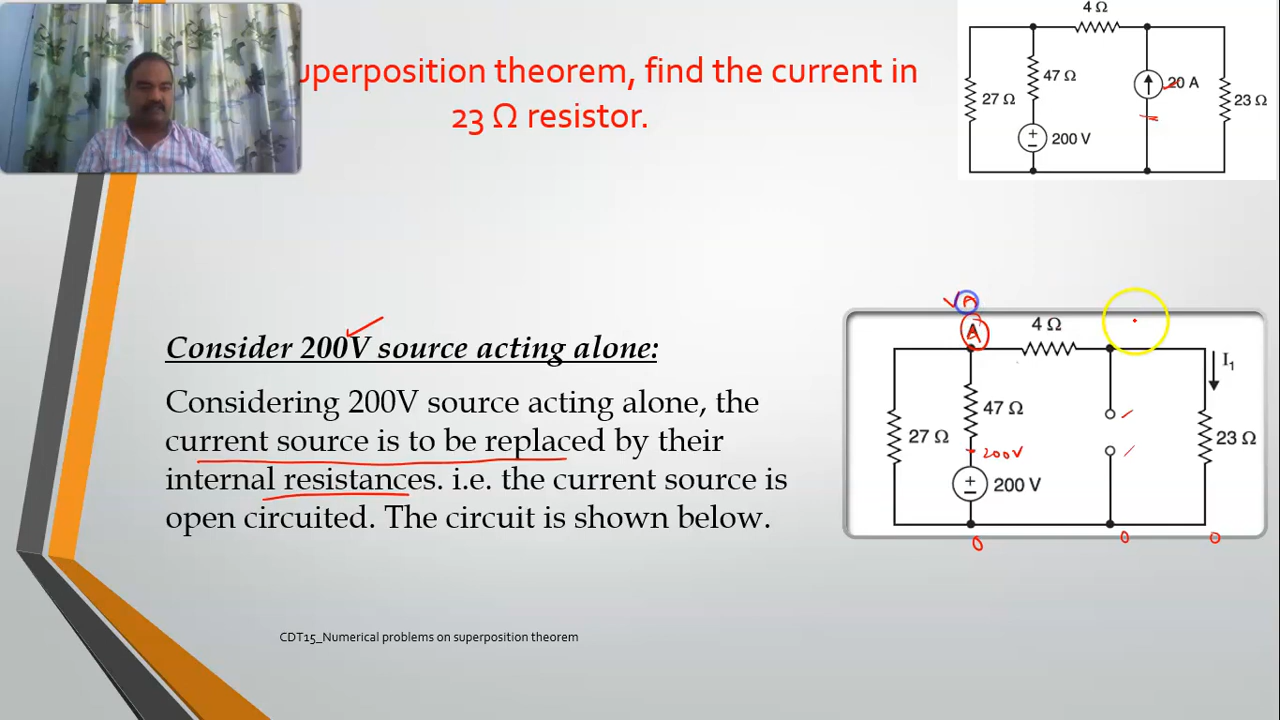 uperposition theorem, find the current in
23 Ω resistor.
4 Ω
47 Ω
20 A
27 Ω
23 Ω
200 V
Consider 200V source acting alone:
Considering 200V source acting alone, the
current source is to be replaced by their
internal resistances. i.e. the current source is
open circuited. The circuit is shown below.
VA
A
4 Ω
I1
47 Ω
27 Ω
23 Ω
200V
200 V
0
0
0
CDT15_Numerical problems on superposition theorem